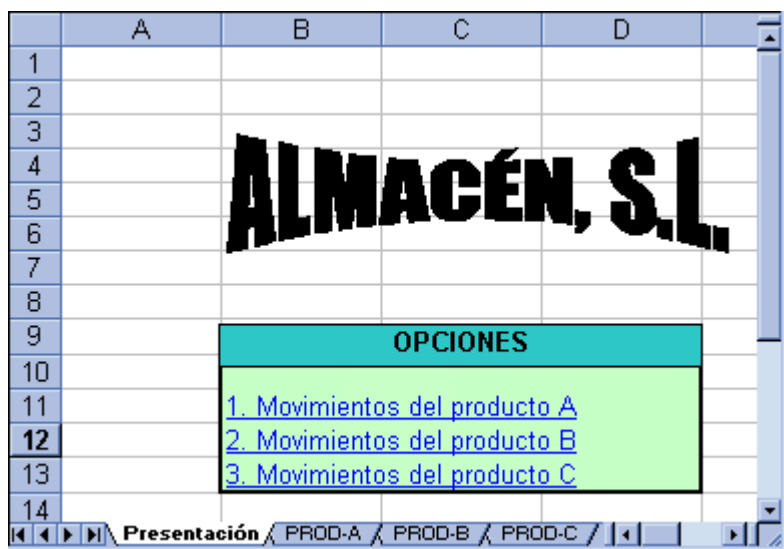 A B C D
1
2
3
ALMACÉN, S.L.
4
5
6
7
8
9 OPCIONES
10
11 1. Movimientos del producto A
12 2. Movimientos del producto B
13 3. Movimientos del producto C
14
Presentación PROD-A PROD-B PROD-C